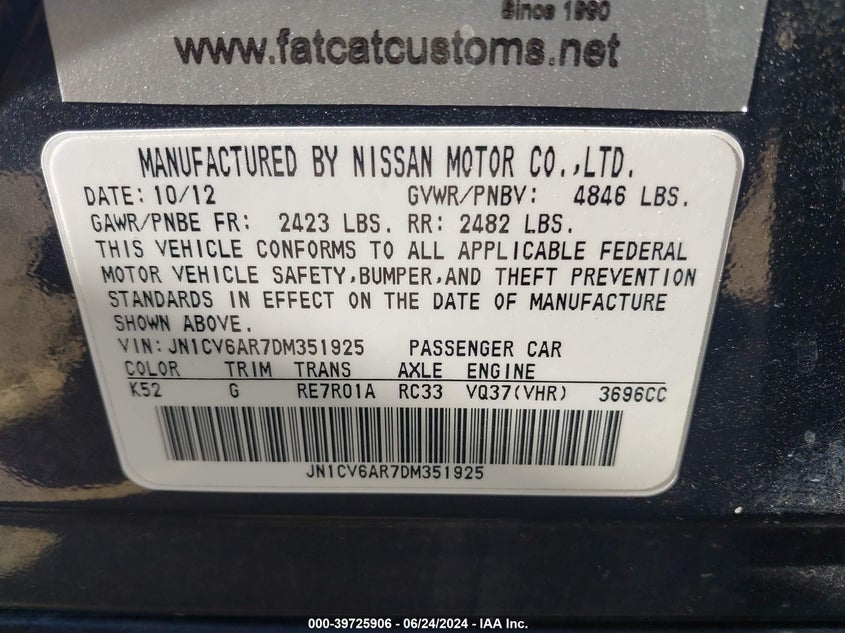 Since 1990
www.fatcatcustoms.net
MANUFACTURED BY NISSAN MOTOR CO.,LTD.
DATE: 10/12 GVWR/PNBV: 4846 LBS.
GAWR/PNBE FR: 2423 LBS. RR: 2482 LBS.
THIS VEHICLE CONFORMS TO ALL APPLICABLE FEDERAL
MOTOR VEHICLE SAFETY,BUMPER,AND THEFT PREVENTION
STANDARDS IN EFFECT ON THE DATE OF MANUFACTURE
SHOWN ABOVE.
VIN:JN1CV6AR7DM351925 PASSENGER CAR
COLOR TRIM TRANS AXLE ENGINE
K52 G RE7R01A RC33 VQ37(VHR) 3696CC
JN1CV6AR7DM351925
000-39725906 - 06/24/2024 - IAA Inc.